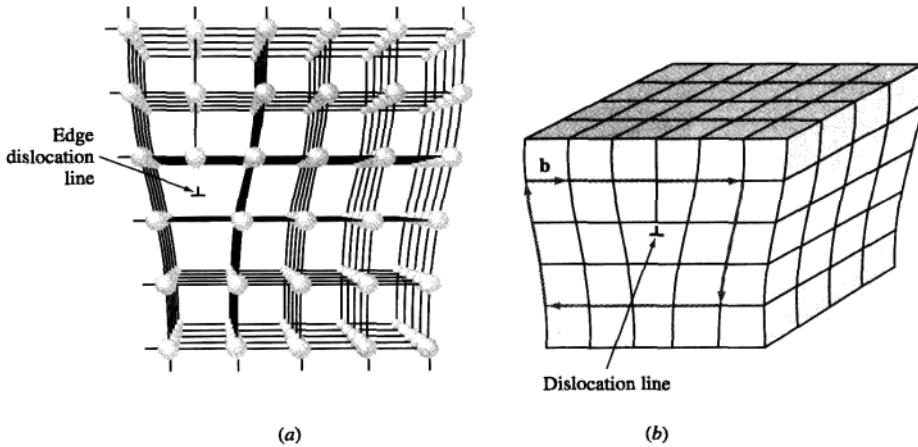 Edge
dislocation
line
b
Dislocation line
(a)
(b)